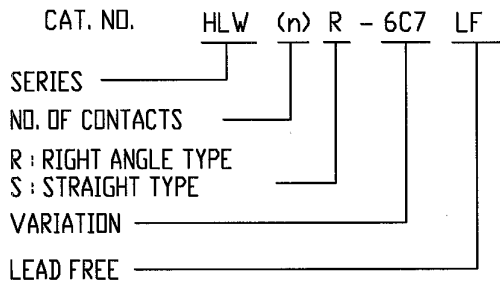 CAT. NO. HLW (n) R - 6C7 LF
SERIES
NO. OF CONTACTS
R : RIGHT ANGLE TYPE
S : STRAIGHT TYPE
VARIATION
LEAD FREE